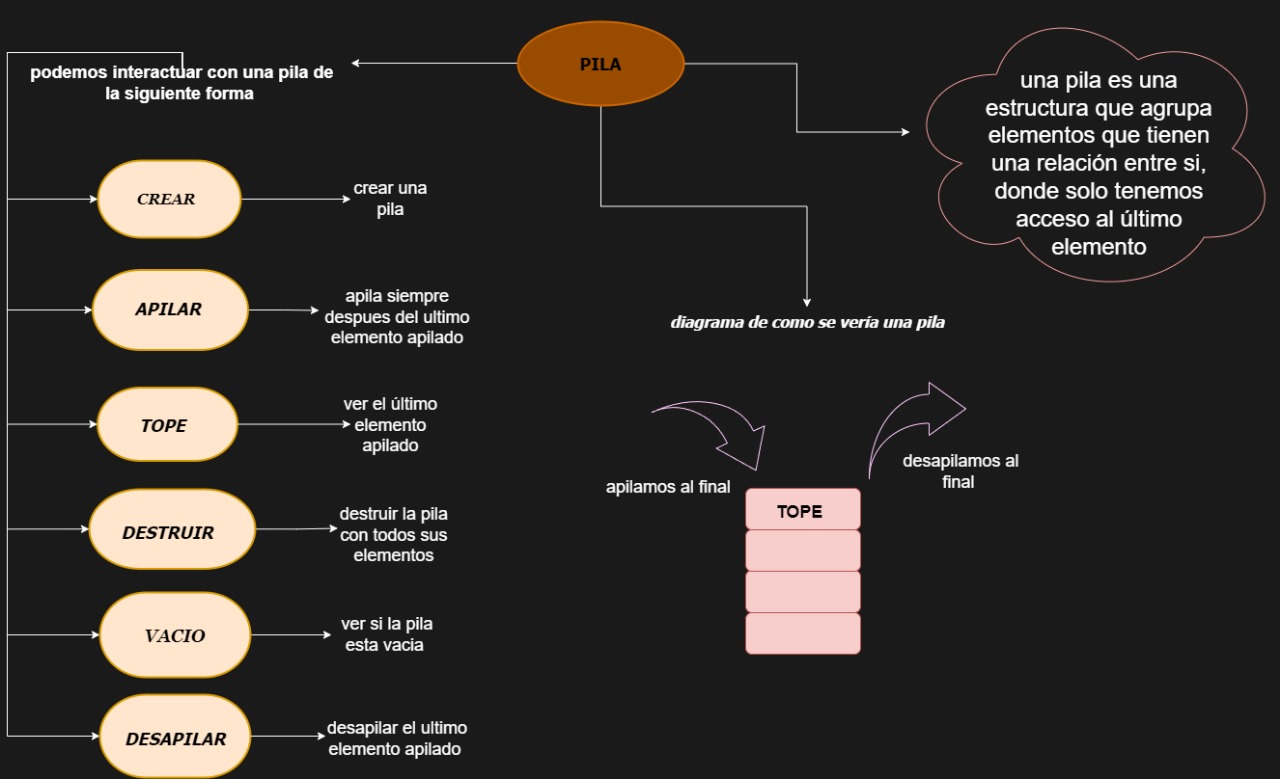 PILA
podemos interactuar con una pila de
la siguiente forma
una pila es una
estructura que agrupa
elementos que tienen
una relación entre si,
donde solo tenemos
acceso al último
elemento
CREAR
crear una
pila
APILAR
apila siempre
despues del ultimo
elemento apilado
TOPE
ver el último
elemento
apilado
DESTRUIR
destruir la pila
con todos sus
elementos
VACIO
ver si la pila
esta vacia
DESAPILAR
desapilar el ultimo
elemento apilado
diagrama de como se vería una pila
apilamos al final
desapilamos al
final
TOPE